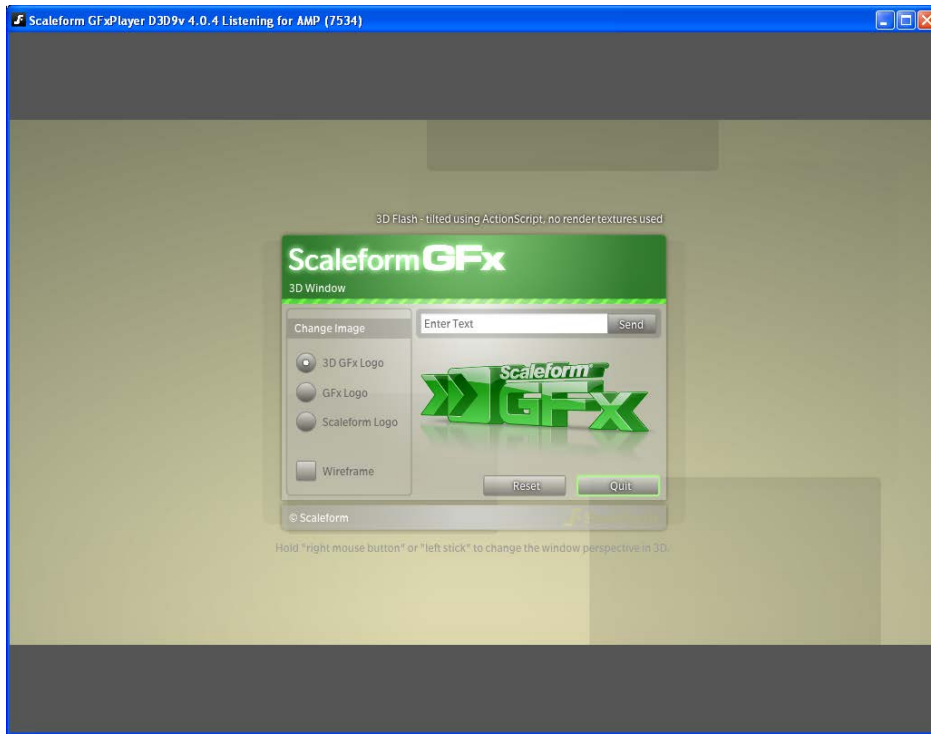 Scaleform GFxPlayer D3D9v 4.0.4 Listening for AMP (7534)
3D Flash - tilted using ActionScript, no render textures used
Scaleform GFx
3D Window
Change Image
Enter Text
Send
3D GFx Logo
GFx Logo
Scaleform Logo
Wireframe
Scaleform
GFx
Reset
Quit
© Scaleform
Hold "right mouse button" or "left stick" to change the window perspective in 3D.